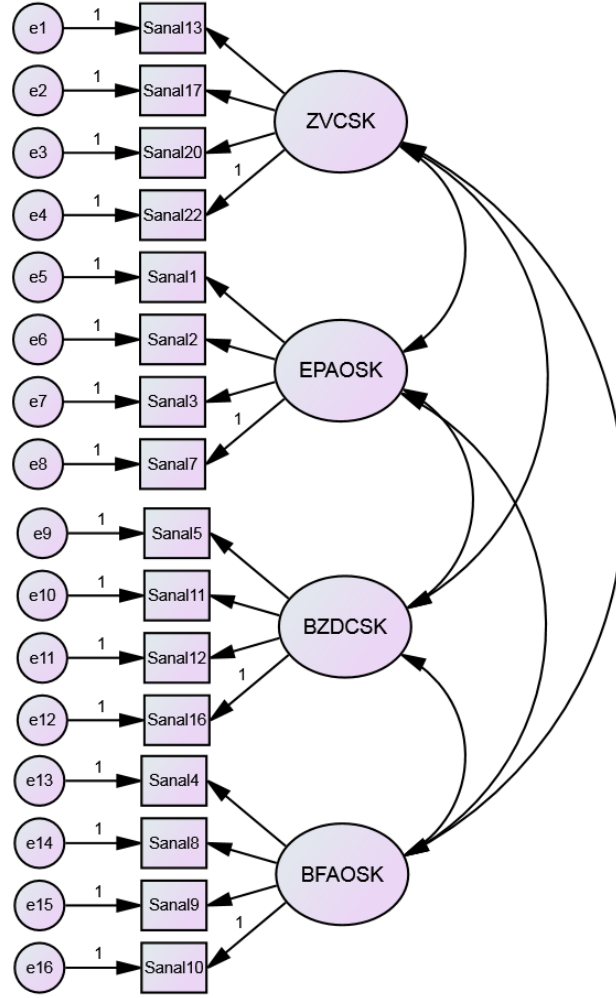 e1 1 Sanal13
e2 1 Sanal17
ZVCSK
e3 1 Sanal20
1
e4 1 Sanal22
e5 1 Sanal1
e6 1 Sanal2
EPAOSK
e7 1 Sanal3
1
e8 1 Sanal7
e9 1 Sanal5
e10 1 Sanal11
BZDCSK
e11 1 Sanal12
1
e12 1 Sanal16
e13 1 Sanal4
e14 1 Sanal8
BFAOSK
e15 1 Sanal9
1
e16 1 Sanal10